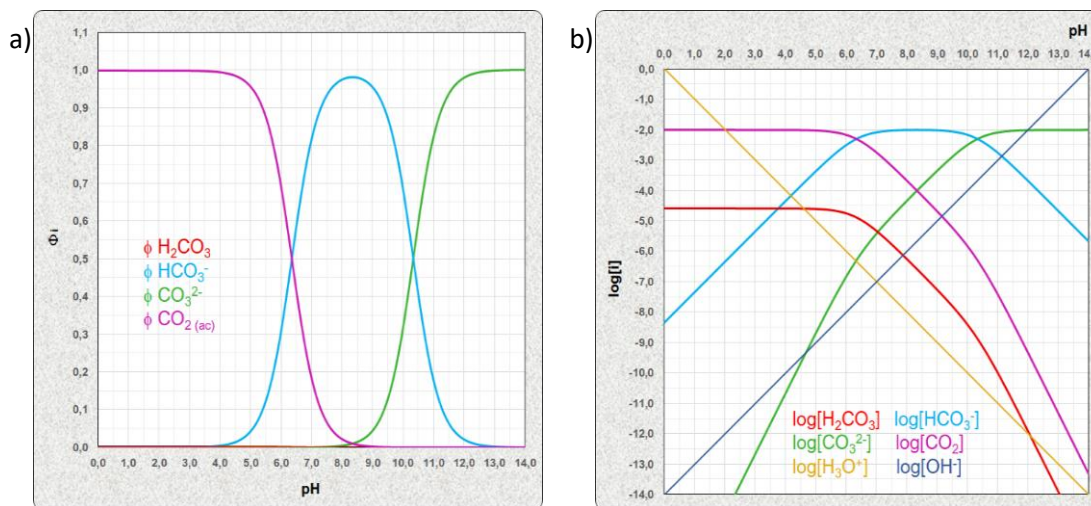 a)
1,1
1,0
0,9
0,8
0,7
0,6
0,5
0,4
0,3
0,2
0,1
0,0
Φi
ϕ H₂CO₃
ϕ HCO₃⁻
ϕ CO₃²⁻
ϕ CO₂ (ac)
0,0 1,0 2,0 3,0 4,0 5,0 6,0 7,0 8,0 9,0 10,0 11,0 12,0 13,0 14,0
pH
b)
pH
0,0 1,0 2,0 3,0 4,0 5,0 6,0 7,0 8,0 9,0 10,0 11,0 12,0 13,0 14,
0,0
-1,0
-2,0
-3,0
-4,0
-5,0
-6,0
-7,0
-8,0
-9,0
-10,0
-11,0
-12,0
-13,0
-14,0
log[i]
log[H₂CO₃] log[HCO₃⁻]
log[CO₃²⁻] log[CO₂]
log[H₃O⁺] log[OH⁻]